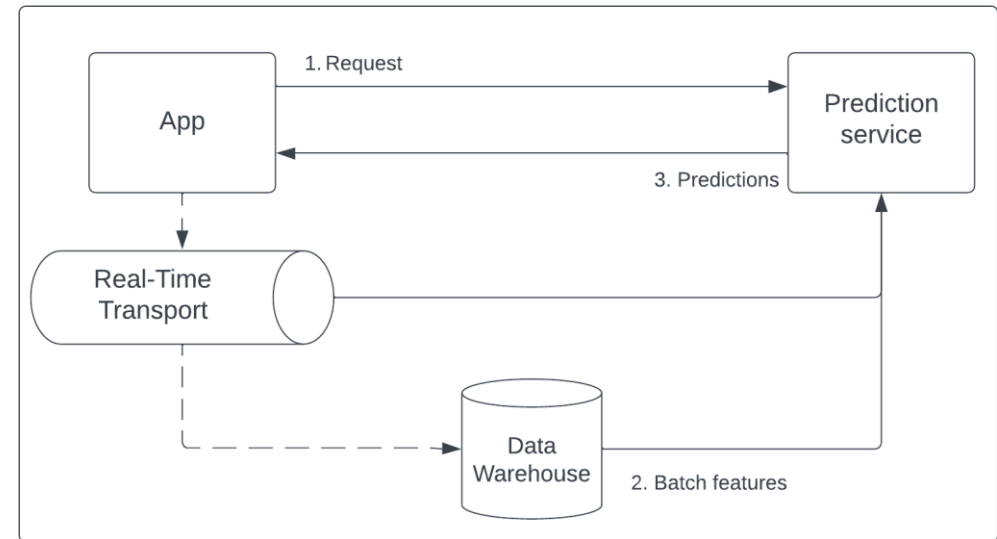 1. Request
App
Prediction
service
3. Predictions
Real-Time
Transport
Data
Warehouse
2. Batch features